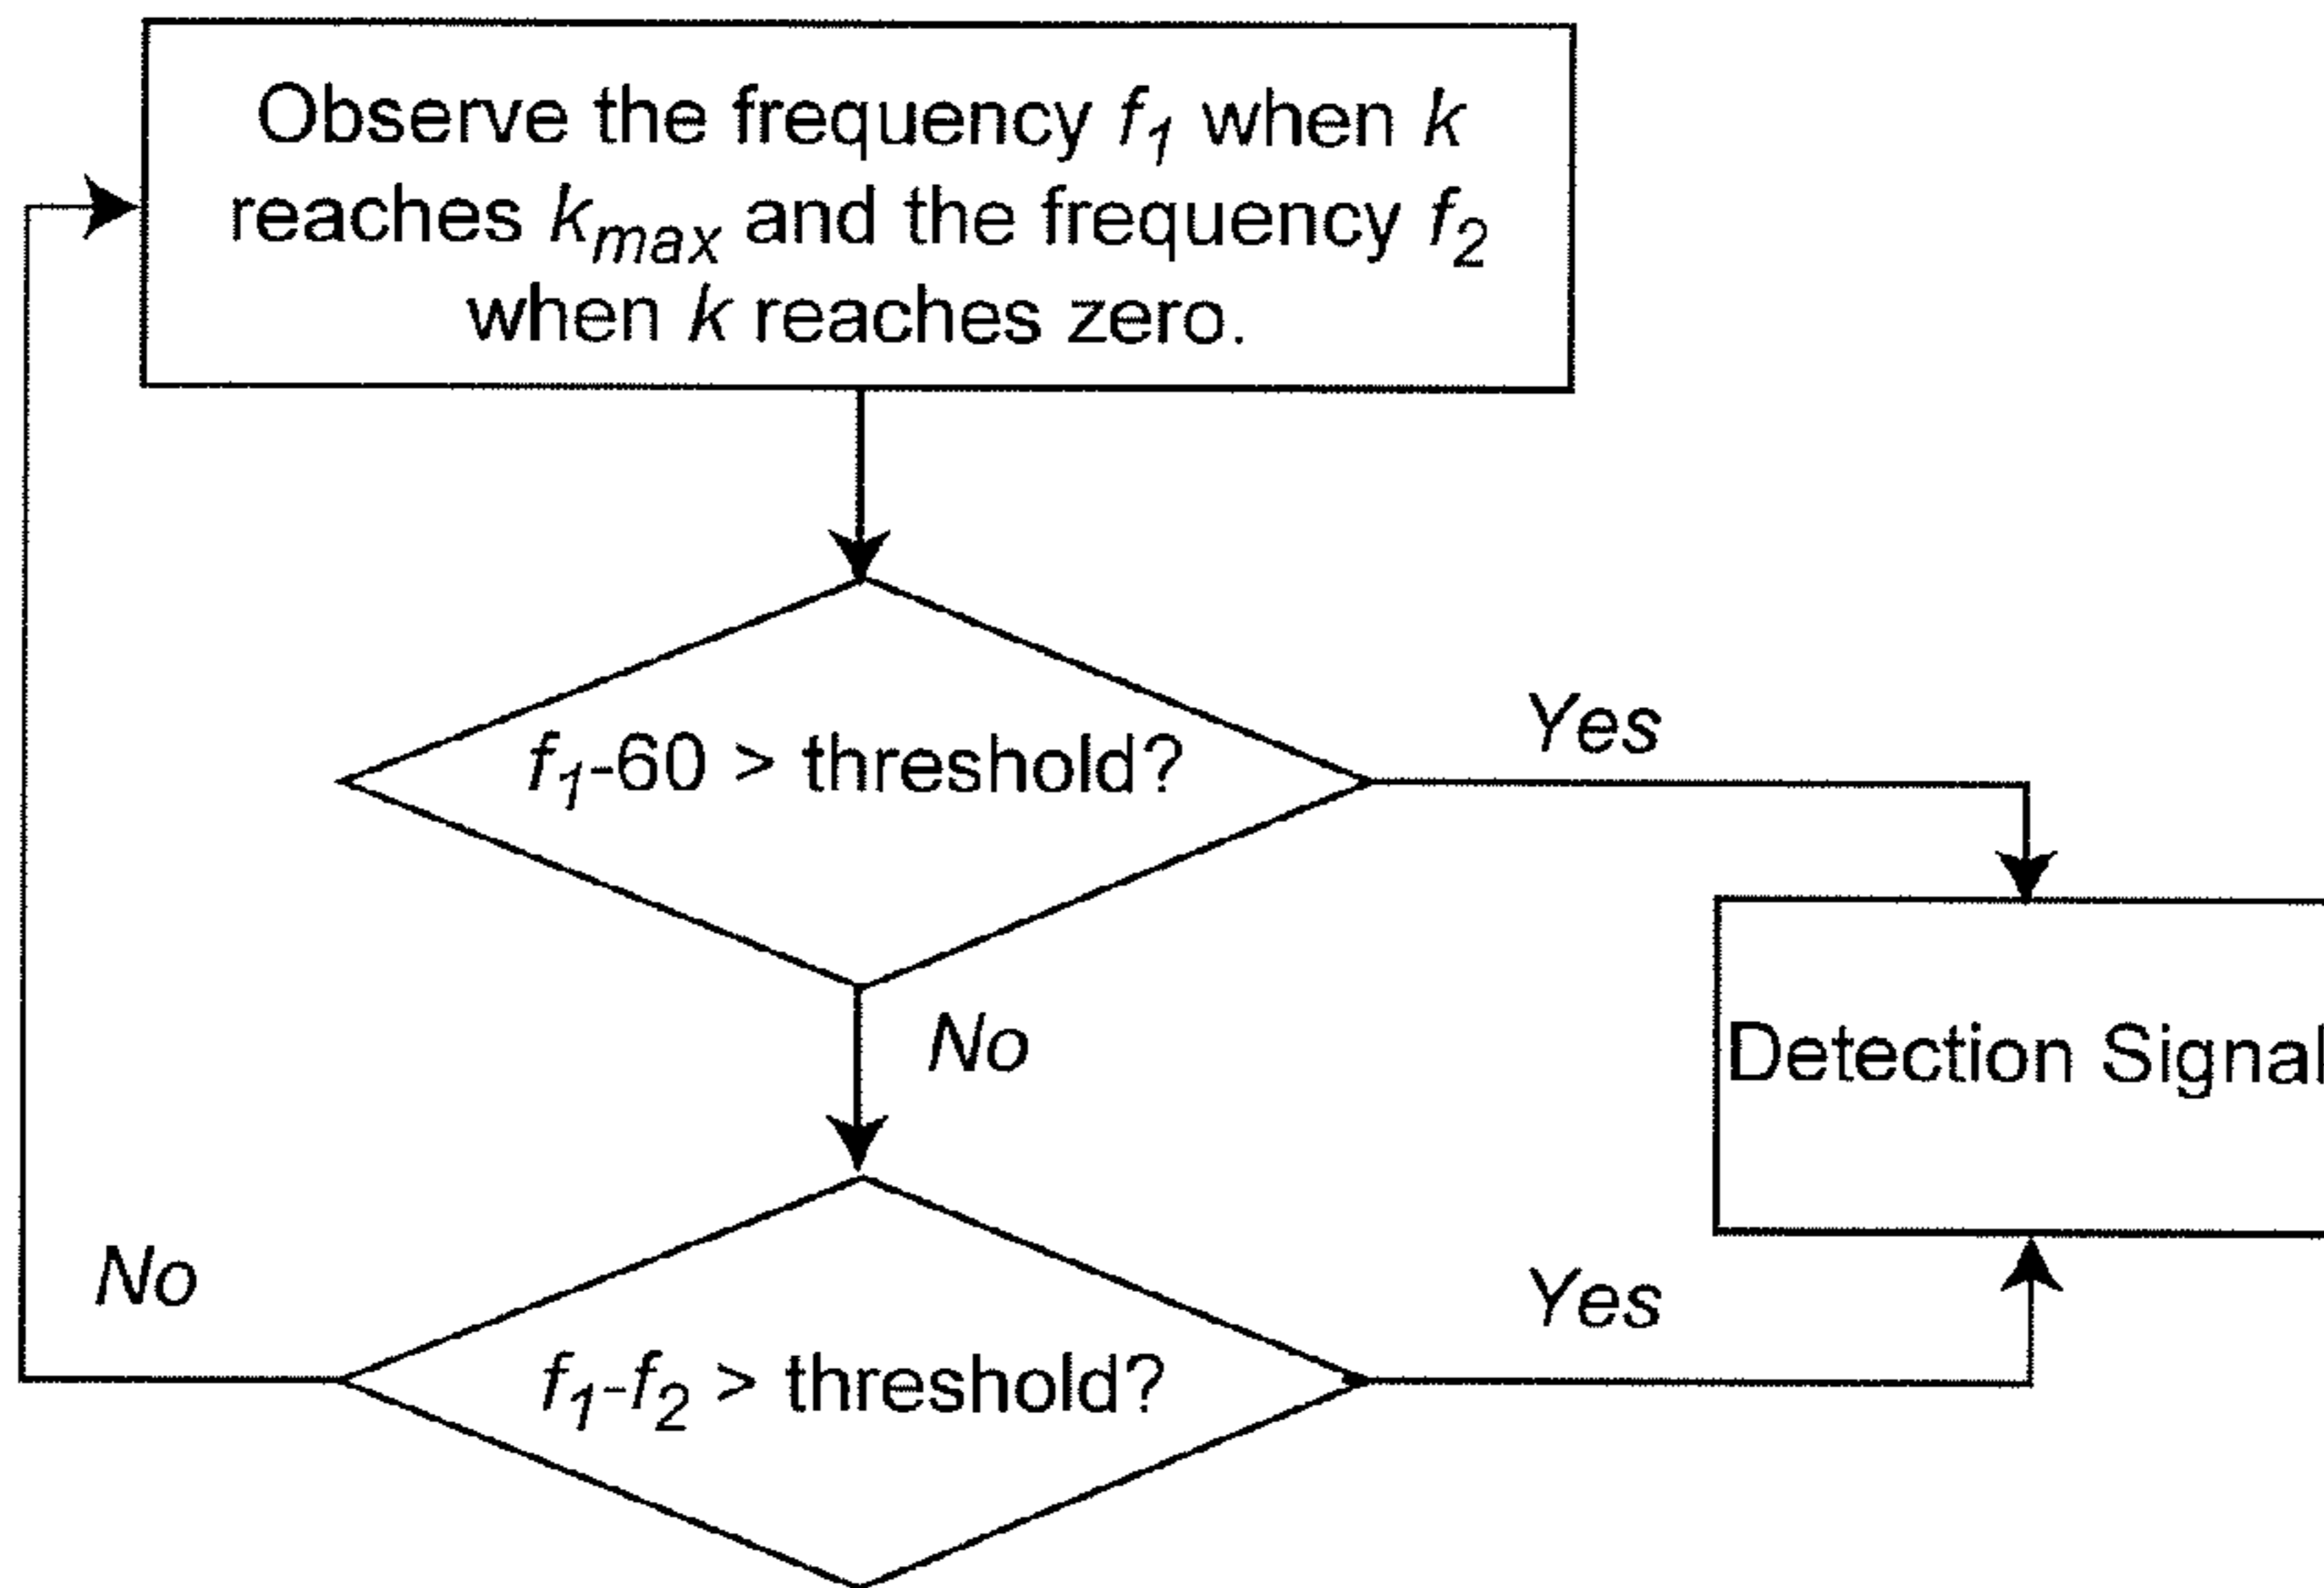 Observe the frequency f₁ when k
reaches kₘₐₓ and the frequency f₂
when k reaches zero.
f₁-60 > threshold?
Yes
No
Detection Signal
No
f₁-f₂ > threshold?
Yes